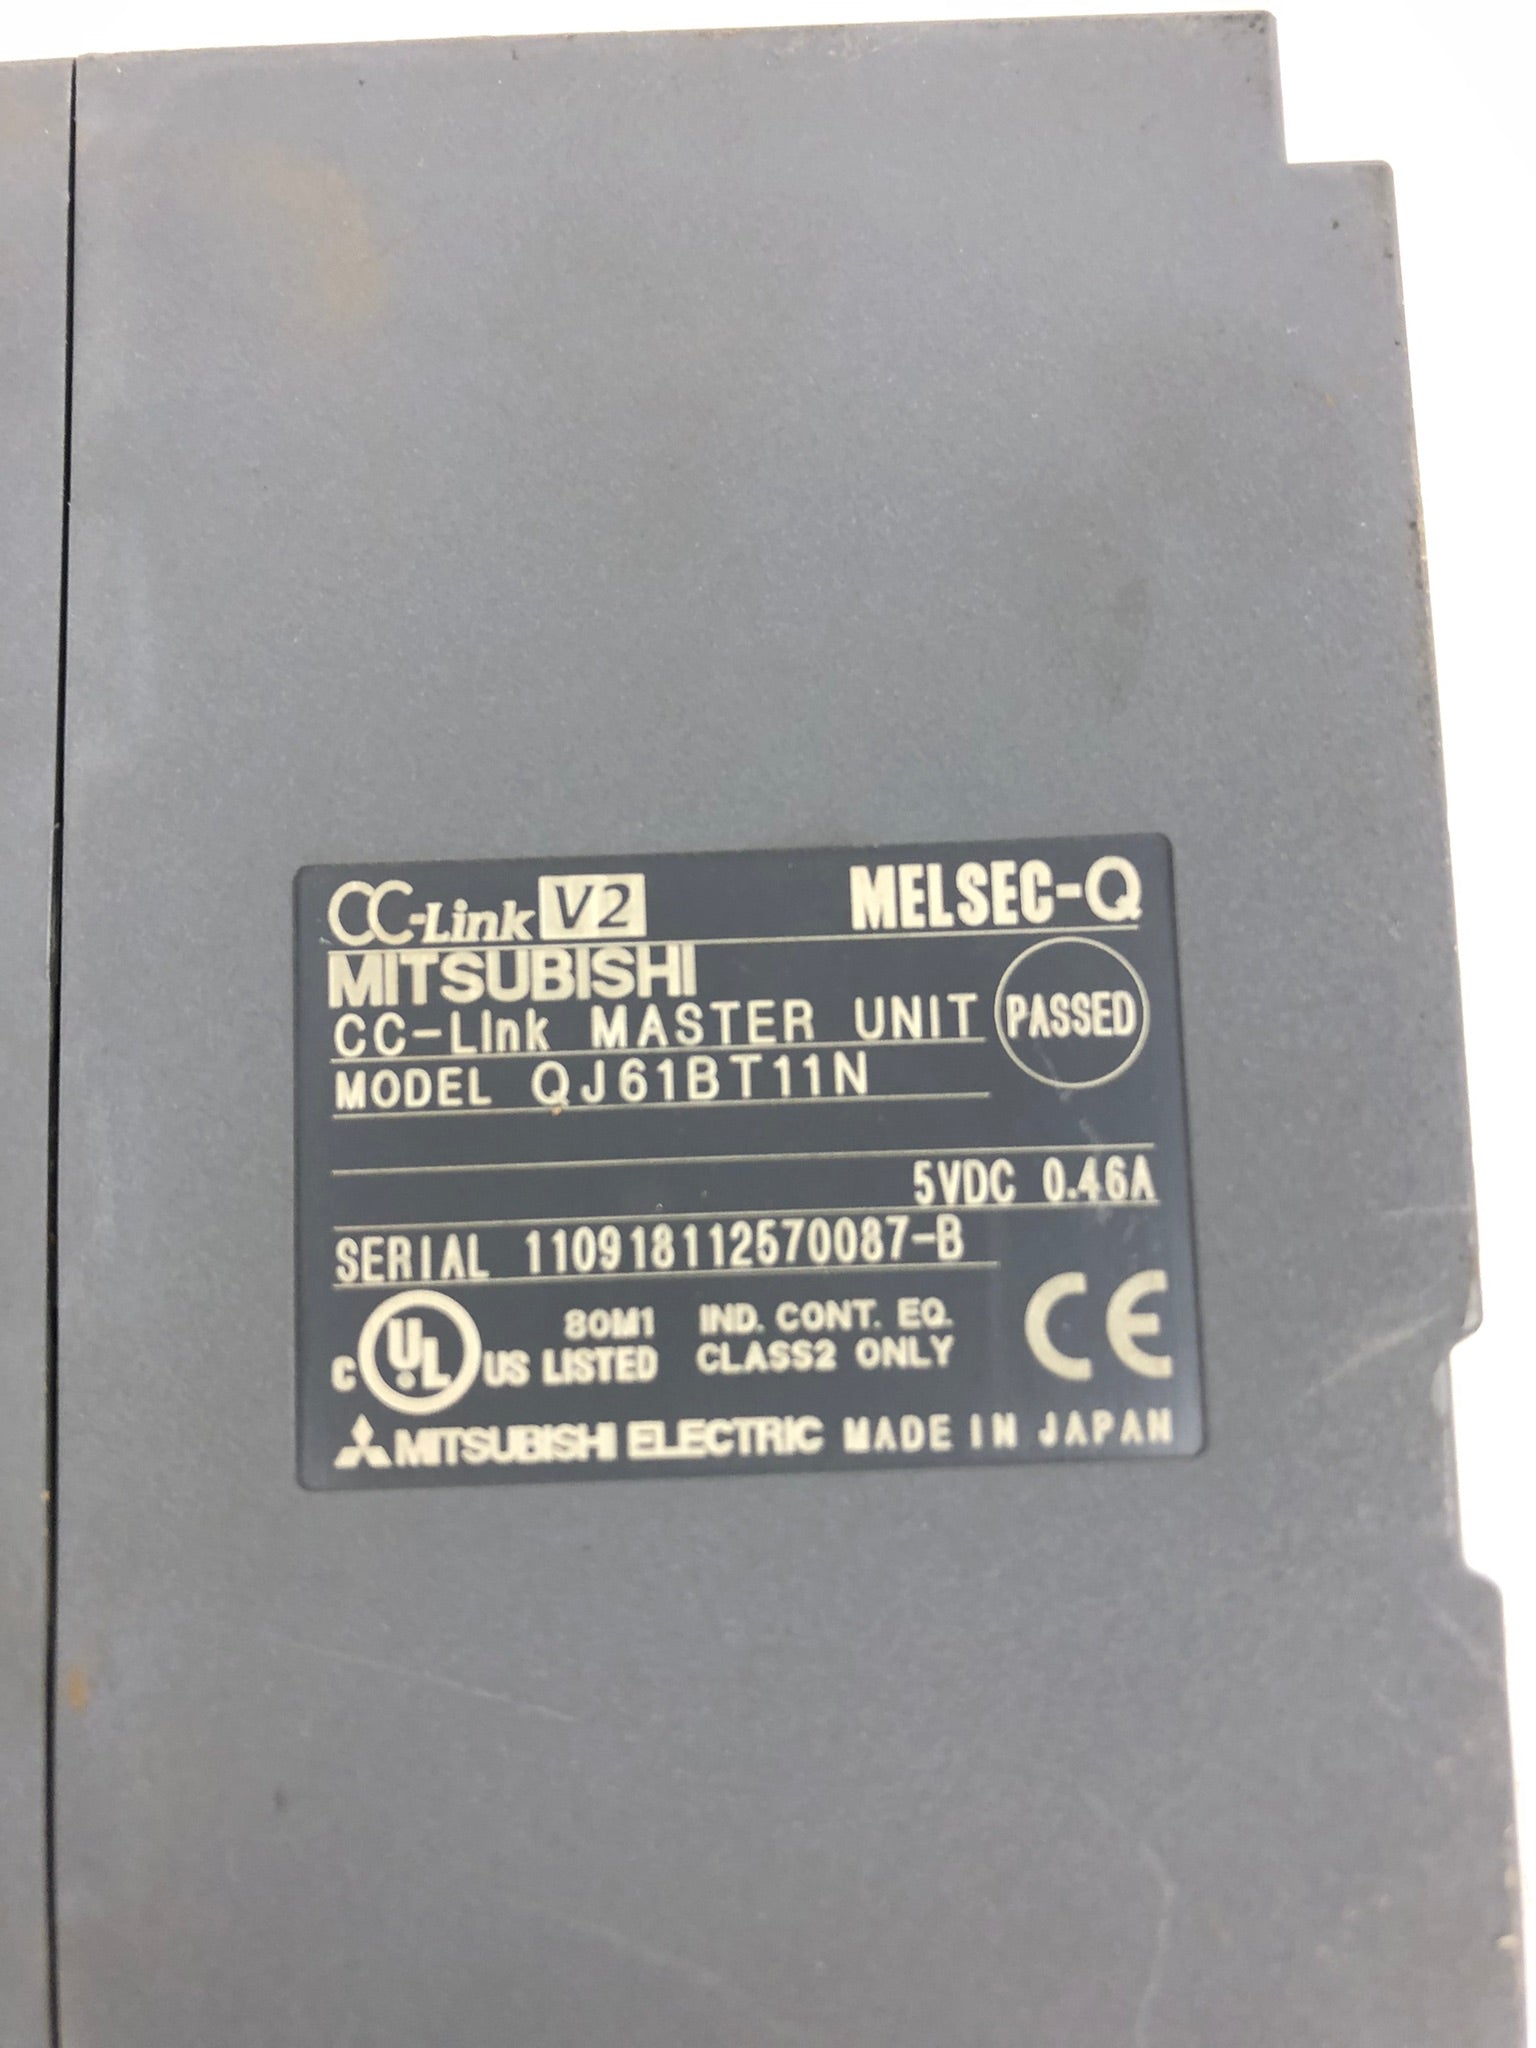 CC-Link V2 MELSEC-Q
MITSUBISHI
CC-Link MASTER UNIT PASSED
MODEL QJ61BT11N
5VDC 0.46A
SERIAL 110918112570087-B
80M1 IND. CONT. EQ.
C UL US LISTED CLASS2 ONLY CE
MITSUBISHI ELECTRIC MADE IN JAPAN